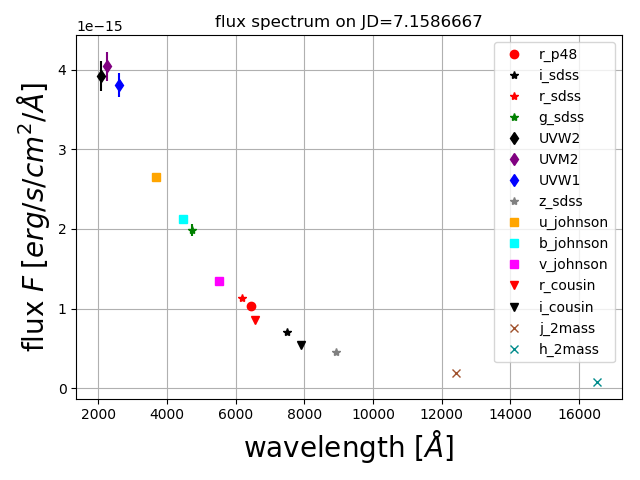 flux spectrum on JD=7.1586667
1e−15
4
3
2
1
0
flux F [erg/s/cm²/Å]
2000 4000 6000 8000 10000 12000 14000 16000
wavelength [Å]
r_p48
i_sdss
r_sdss
g_sdss
UVW2
UVM2
UVW1
z_sdss
u_johnson
b_johnson
v_johnson
r_cousin
i_cousin
j_2mass
h_2mass